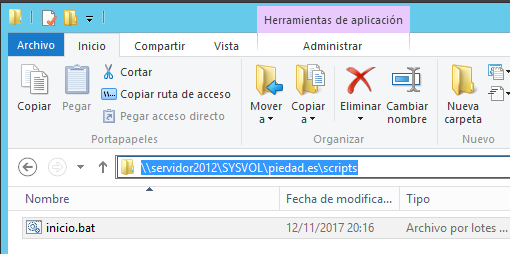 Herramientas de aplicación
Archivo Inicio Compartir Vista Administrar
Copiar
Pegar
Cortar
Copiar ruta de acceso
Pegar acceso directo
Mover a
Copiar a
Eliminar
Cambiar nombre
Nueva carpeta
Portapapeles Organizar Nuevo
\\servidor2012\SYSVOL\piedad.es\scripts
Nombre Fecha de modifica... Tipo
inicio.bat 12/11/2017 20:16 Archivo por lotes ...